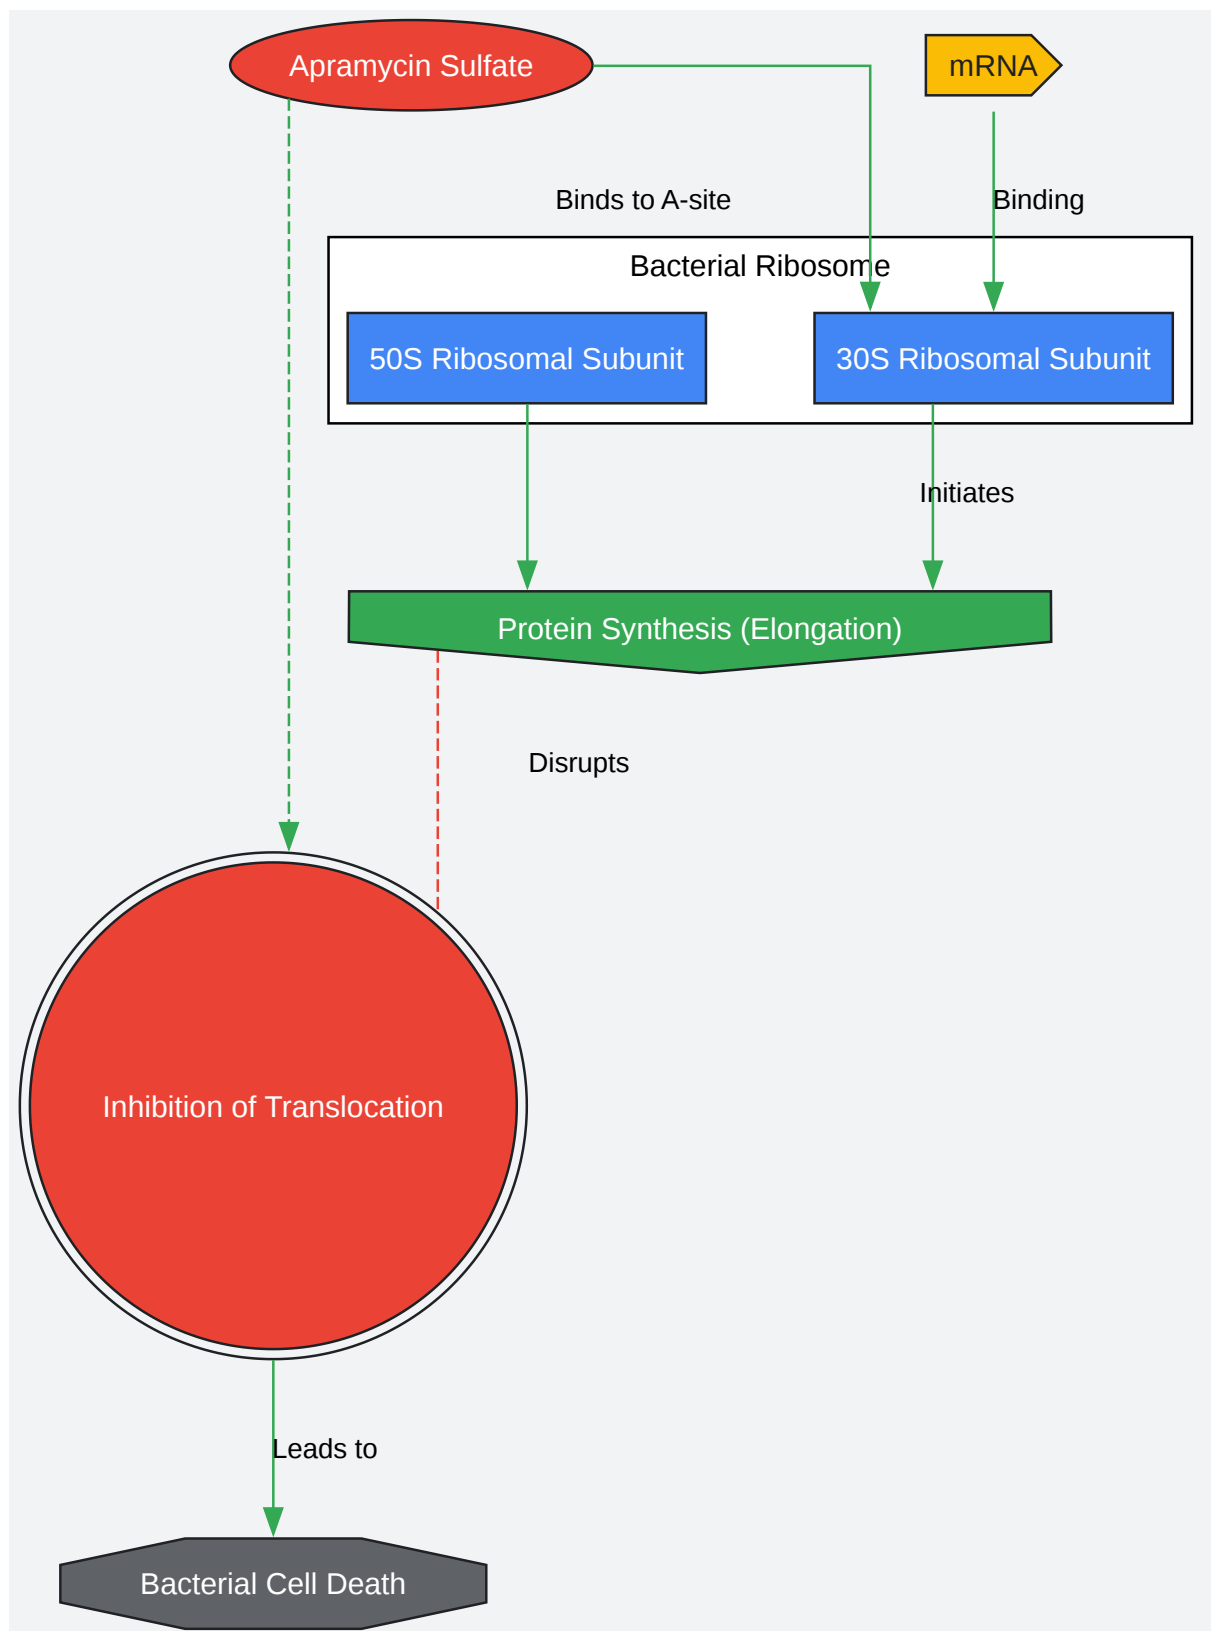 Apramycin Sulfate
mRNA
Binds to A-site
Binding
Bacterial Ribosome
50S Ribosomal Subunit
30S Ribosomal Subunit
Initiates
Protein Synthesis (Elongation)
Disrupts
Inhibition of Translocation
Leads to
Bacterial Cell Death